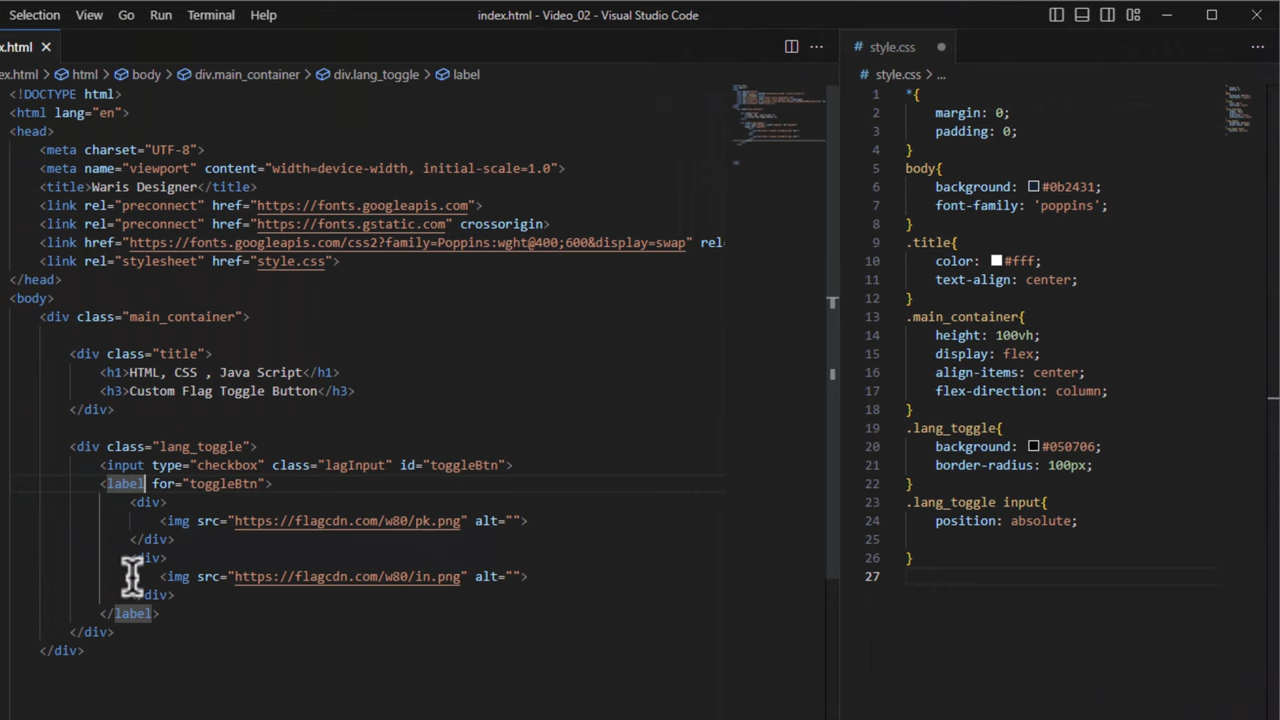 Selection View Go Run Terminal Help index.html - Video_02 - Visual Studio Code
x.html style.css
ex.html > html > body > div.main_container > div.lang_toggle > label
style.css > ...
<!DOCTYPE html>
<html lang="en">
<head>
<meta charset="UTF-8">
<meta name="viewport" content="width=device-width, initial-scale=1.0">
<title>Waris Designer</title>
<link rel="preconnect" href="https://fonts.googleapis.com">
<link rel="preconnect" href="https://fonts.gstatic.com" crossorigin>
<link href="https://fonts.googleapis.com/css2?family=Poppins:wght@400;600&display=swap" rel
<link rel="stylesheet" href="style.css">
</head>
<body>
<div class="main_container">
<div class="title">
<h1>HTML, CSS , Java Script</h1>
<h3>Custom Flag Toggle Button</h3>
</div>
<div class="lang_toggle">
<input type="checkbox" class="lagInput" id="toggleBtn">
<label for="toggleBtn">
<div>
<img src="https://flagcdn.com/w80/pk.png" alt="">
</div>
<div>
<img src="https://flagcdn.com/w80/in.png" alt="">
</div>
</label>
</div>
</div>
1 *{
2 margin: 0;
3 padding: 0;
4 }
5 body{
6 background: #0b2431;
7 font-family: 'poppins';
8 }
9 .title{
10 color: #fff;
11 text-align: center;
12 }
13 .main_container{
14 height: 100vh;
15 display: flex;
16 align-items: center;
17 flex-direction: column;
18 }
19 .lang_toggle{
20 background: #050706;
21 border-radius: 100px;
22 }
23 .lang_toggle input{
24 position: absolute;
25
26 }
27